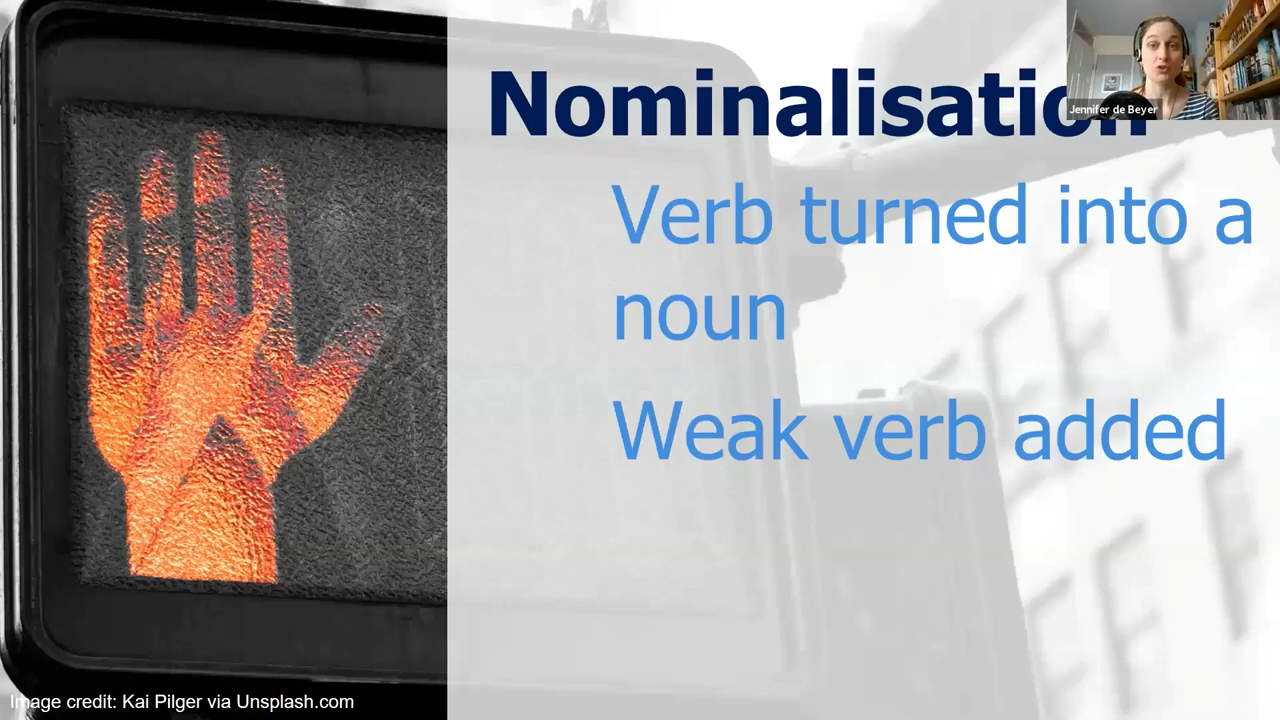 Nominalisation
Jennifer de Beyer
Verb turned into a
noun
Weak verb added
Image credit: Kai Pilger via Unsplash.com